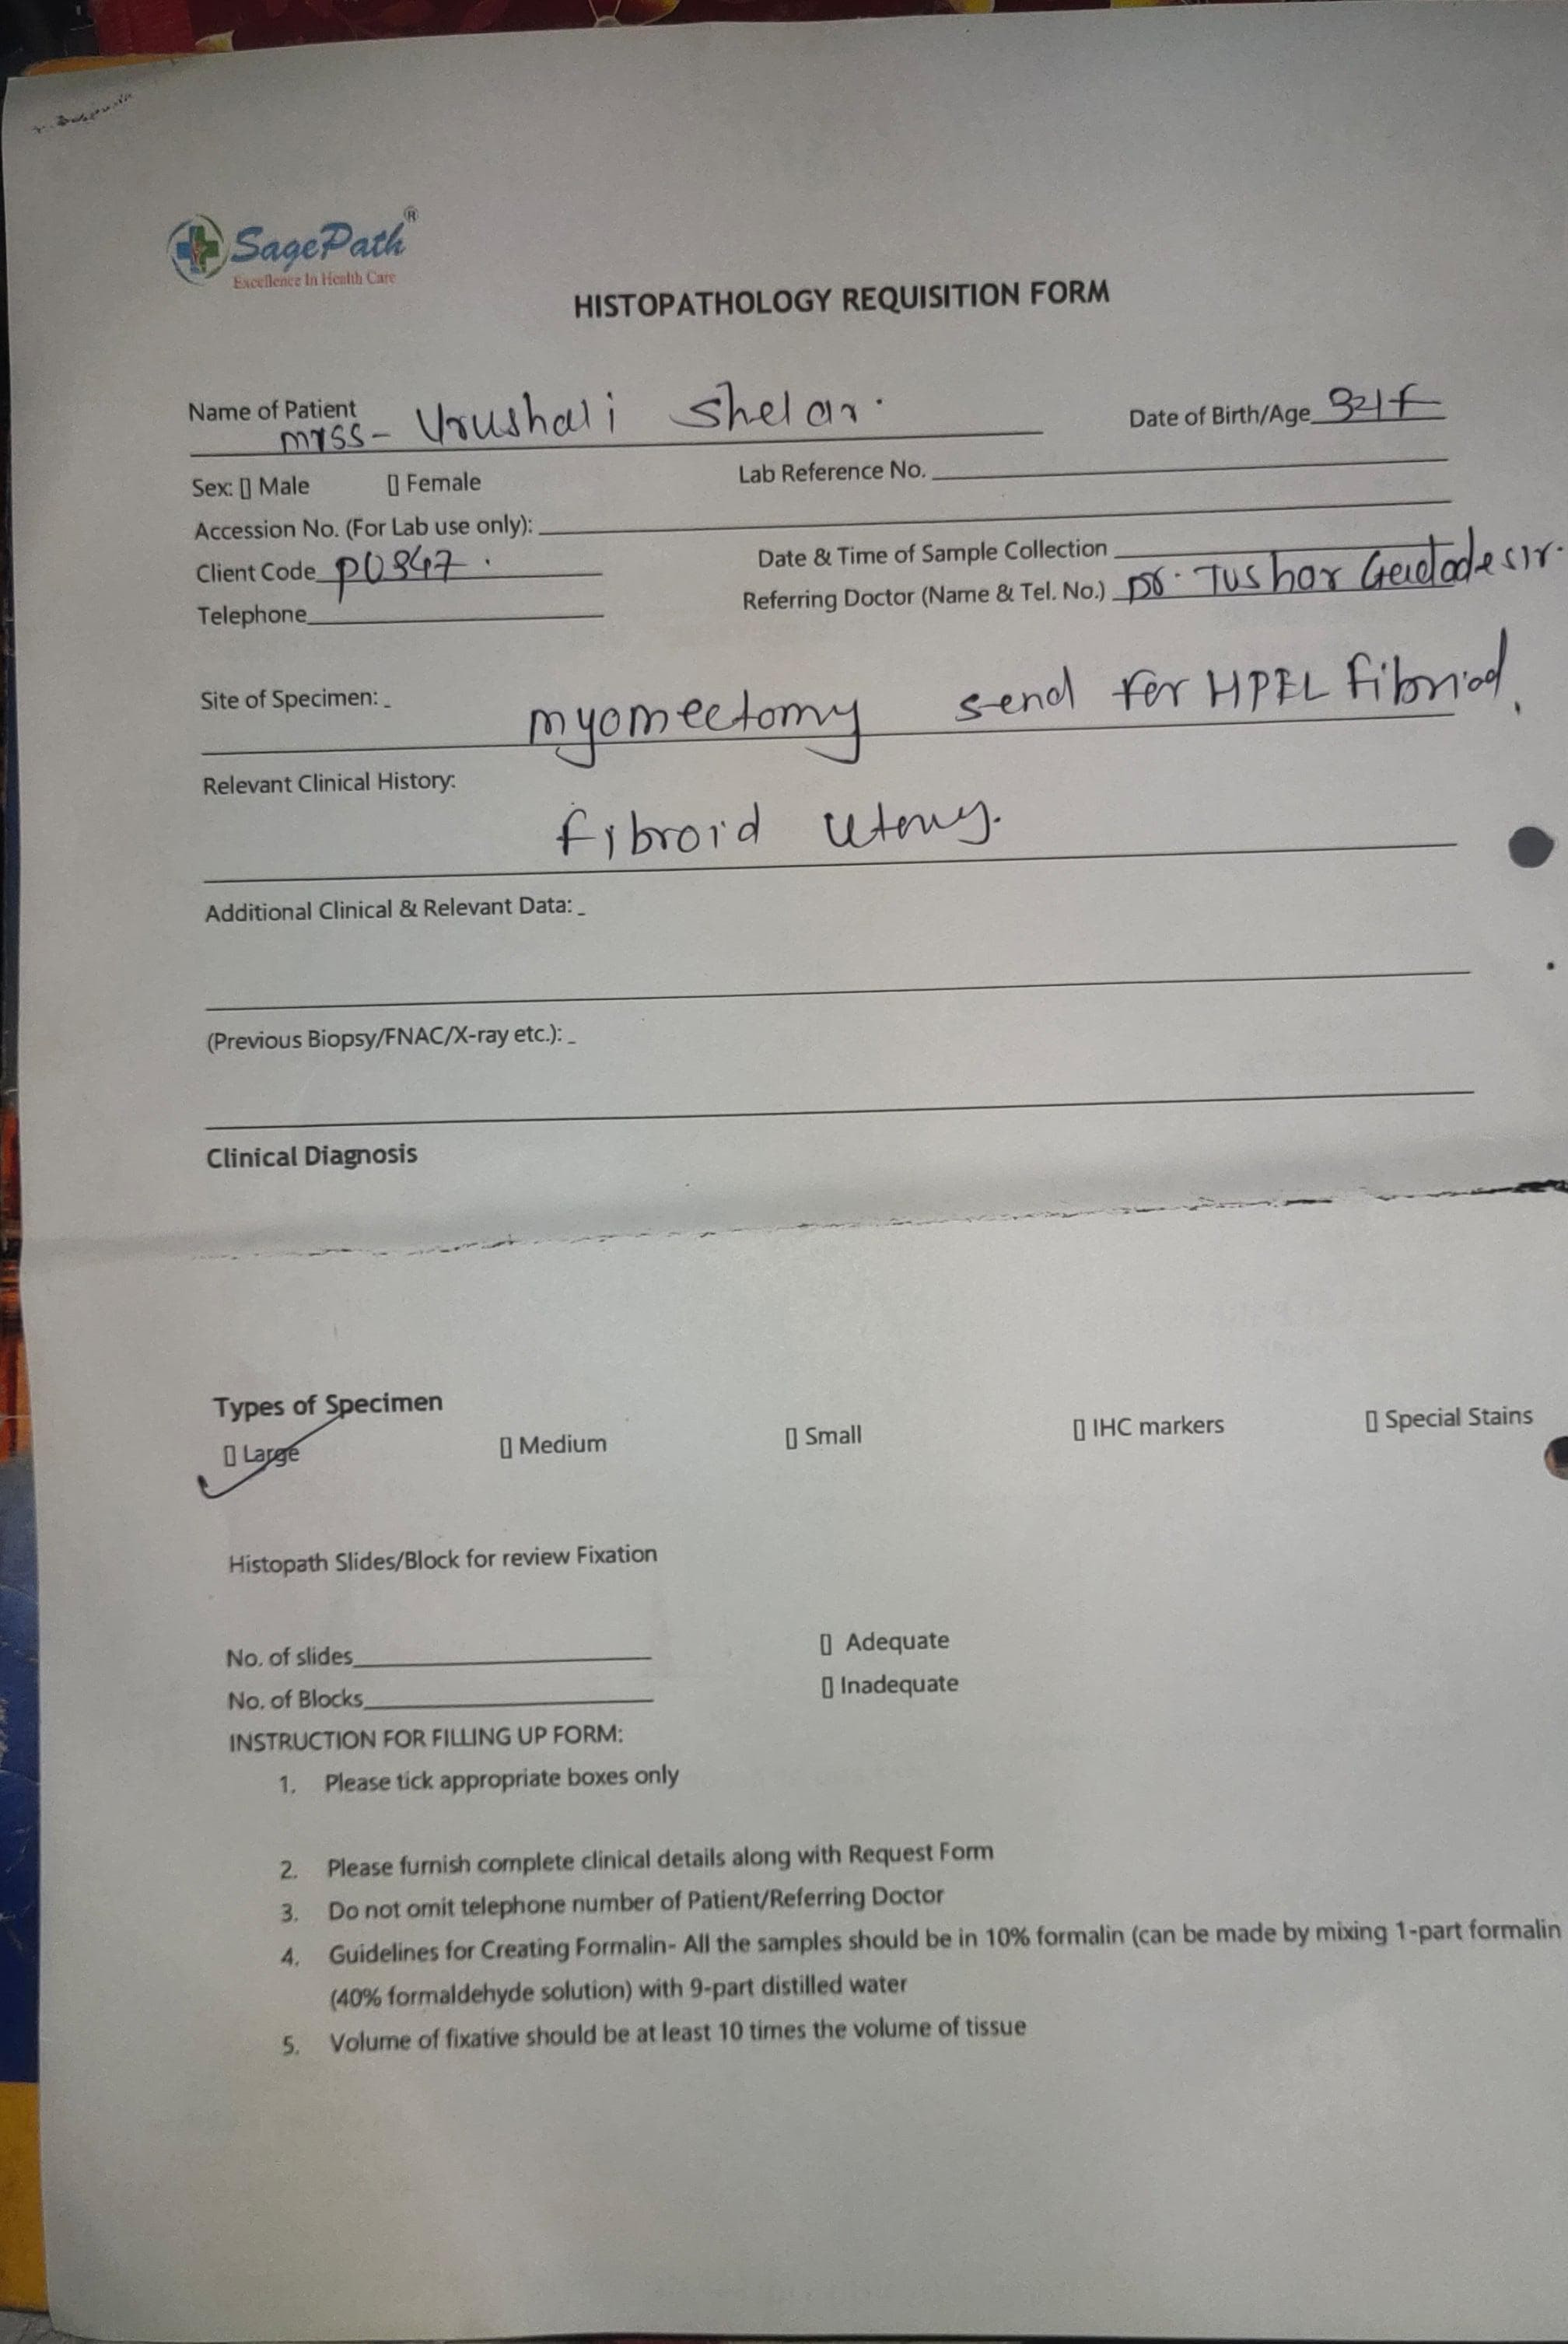 SagePath®
Excellence In Health Care
HISTOPATHOLOGY REQUISITION FORM
Name of Patient mrss- Vrushali Shelar. Date of Birth/Age
Sex: [] Male [] Female Lab Reference No.
Accession No. (For Lab use only):
Client Code P0347. Date & Time of Sample Collection
Telephone Referring Doctor (Name & Tel. No.) Dr. Tushar sir.
Site of Specimen: myomectomy send for fibriod.
Relevant Clinical History:
fibroid
Additional Clinical & Relevant Data:
(Previous Biopsy/FNAC/X-ray etc.):
Clinical Diagnosis
Types of Specimen
[] Large [] Medium [] Small [] IHC markers [] Special Stains
Histopath Slides/Block for review Fixation
No. of slides [] Adequate
No. of Blocks [] Inadequate
INSTRUCTION FOR FILLING UP FORM:
1. Please tick appropriate boxes only
2. Please furnish complete clinical details along with Request Form
3. Do not omit telephone number of Patient/Referring Doctor
4. Guidelines for Creating Formalin- All the samples should be in 10% formalin (can be made by mixing 1-part formalin
(40% formaldehyde solution) with 9-part distilled water
5. Volume of fixative should be at least 10 times the volume of tissue